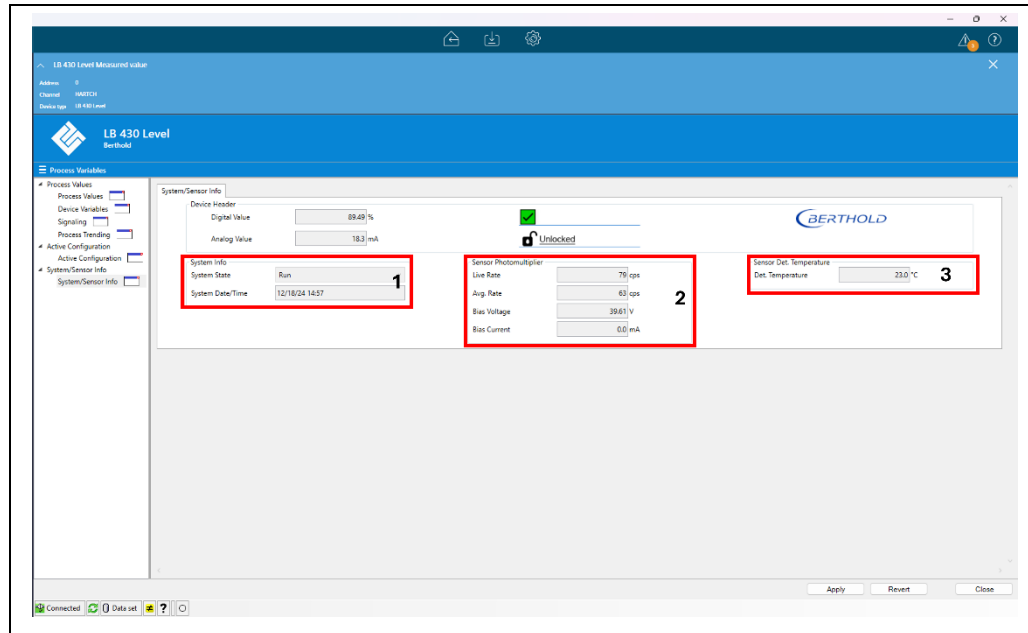 1
LB 430 Level Measured value
Address 0
Channel HARTCH
Device typ LB 430 Level
LB 430 Level
Berthold
Process Variables
Process Values
Process Values
Device Variables
Signaling
Process Trending
Active Configuration
Active Configuration
System/Sensor Info
System/Sensor Info
System/Sensor Info
Device Header
Digital Value 89.49 %
Analog Value 18.3 mA
Unlocked
BERTHOLD
System Info
System State Run
System Date/Time 12/18/24 14:57
1
Sensor Photomultiplier
Live Rate 79 cps
Avg. Rate 63 cps
Bias Voltage 39.61 V
Bias Current 0.0 mA
2
Sensor Det. Temperature
Det. Temperature 23.0 °C
3
Apply Revert Close
Connected Data set